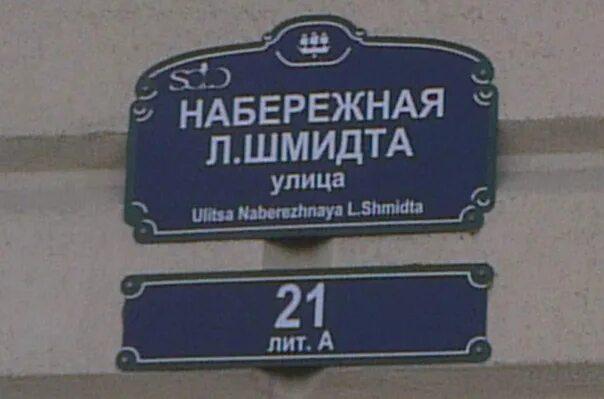 НАБЕРЕЖНАЯ
Л.ШМИДТА
улица
Ulitsa Naberezhnaya L.Shmidta
21
лит. А